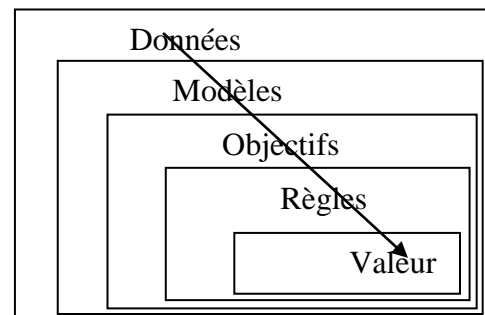 Données
Modèles
Objectifs
Règles
Valeur